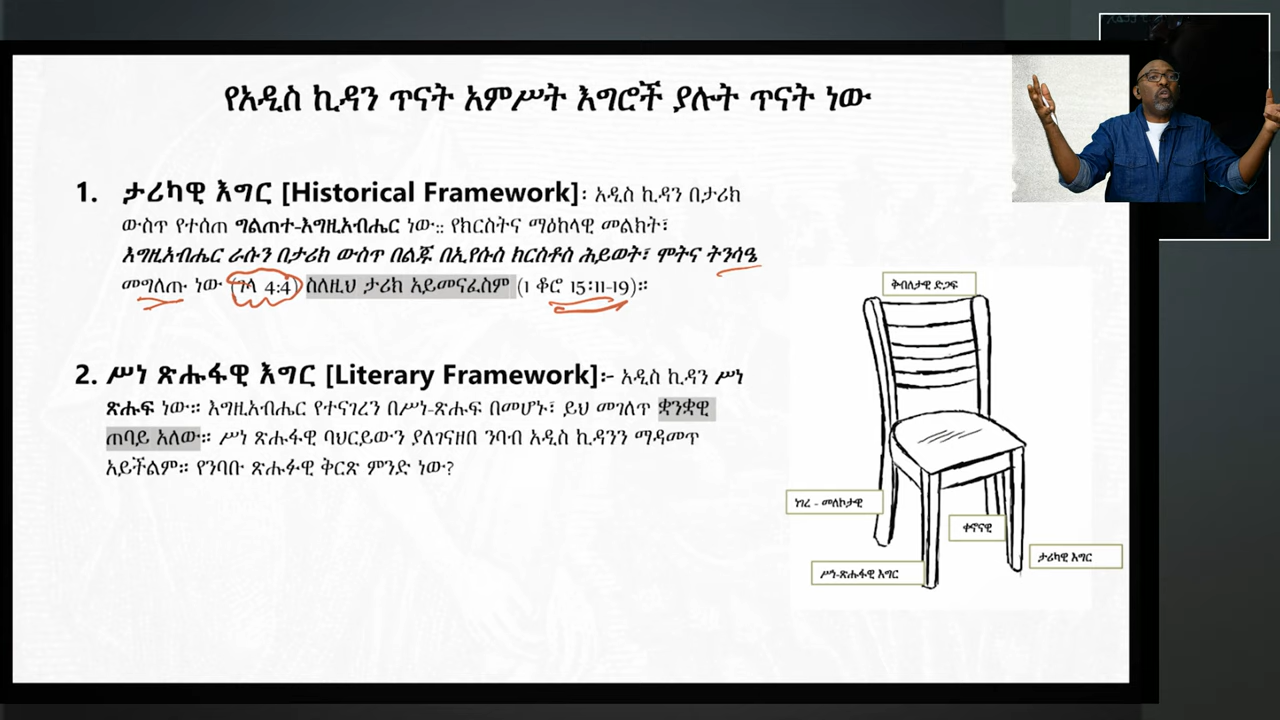 የአዲስ ኪዳን ጥናት አምሥት እግሮች ያሉት ጥናት ነው
1. ታሪካዊ እግር [Historical Framework]፡ አዲስ ኪዳን በታሪክ
ውስጥ የተሰጠ ግልጠተ-እግዚአብሔር ነው። የክርስትና ማዕከላዊ መልክት፣
እግዚአብሔር ራሱን በታሪክ ውስጥ በልጁ በኢየሱስ ክርስቶስ ሕይወት፣ ሞትና ትንሳዔ
መግለጡ ነው 4:4) ስለዚህ ታሪክ አይመናፈስም (1 ቆሮ 15፡11-19)።
2. ሥነ ጽሑፋዊ እግር [Literary Framework]፡- አዲስ ኪዳን ሥነ
ጽሑፍ ነው። እግዚአብሔር የተናገረን በሥነ-ጽሑፍ በመሆኑ፣ ይህ መገለጥ ቋንቋዊ
ጠባይ አለው። ሥነ ጽሑፋዊ ባህርይውን ያለገናዘበ ንባብ አዲስ ኪዳንን ማዳመጥ
አይችልም። የንባቡ ጽሑፉዊ ቅርጽ ምንድ ነው?
ቅብለታዊ ድጋፍ
ነገረ - መለኮታዊ
ቀኖናዊ
ታሪካዊ እግር
ሥነ-ጽሑፋዊ እግር